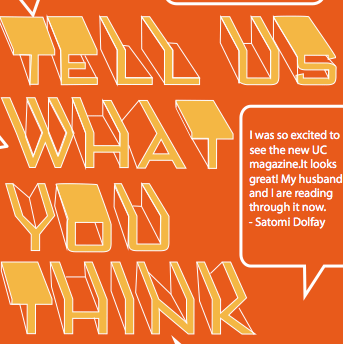 TELL US
WHAT
YOU
THINK
I was so excited to
see the new UC
magazine.It looks
great! My husband
and I are reading
through it now.
- Satomi Dolfay